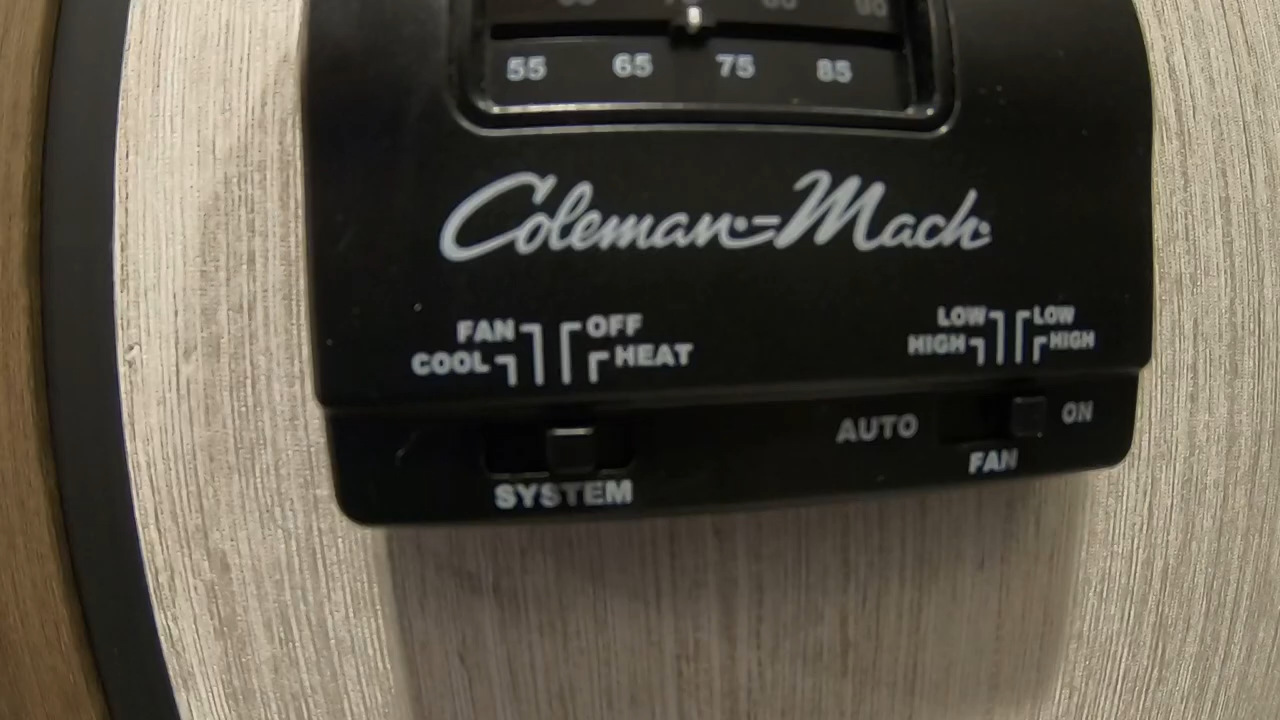 55 65 75 85
Coleman-Mach
FAN OFF
COOL HEAT
LOW LOW
HIGH HIGH
AUTO ON
FAN
SYSTEM